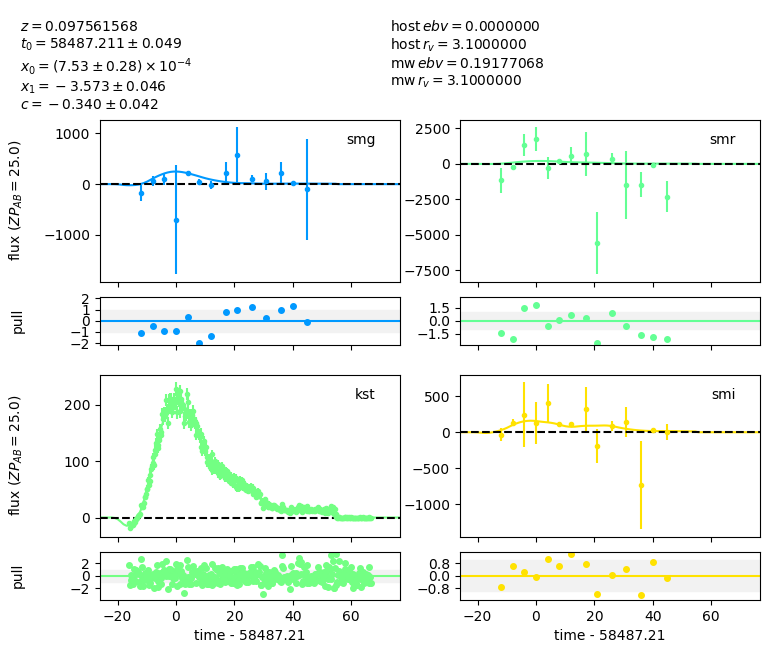 z = 0.097561568
t₀ = 58487.211 ± 0.049
x₀ = (7.53 ± 0.28) × 10⁻⁴
x₁ = − 3.573 ± 0.046
c = − 0.340 ± 0.042
host ebv = 0.0000000
host r_v = 3.1000000
mw ebv = 0.19177068
mw r_v = 3.1000000
flux (ZP_AB = 25.0)
1000
0
−1000
smg
2500
0
−2500
−5000
−7500
smr
pull
2
1
0
−1
−2
1.5
0.0
−1.5
flux (ZP_AB = 25.0)
200
100
0
kst
500
0
−500
−1000
smi
pull
2
0
−2
−20 0 20 40 60
time - 58487.21
0.8
0.0
−0.8
−20 0 20 40 60
time - 58487.21